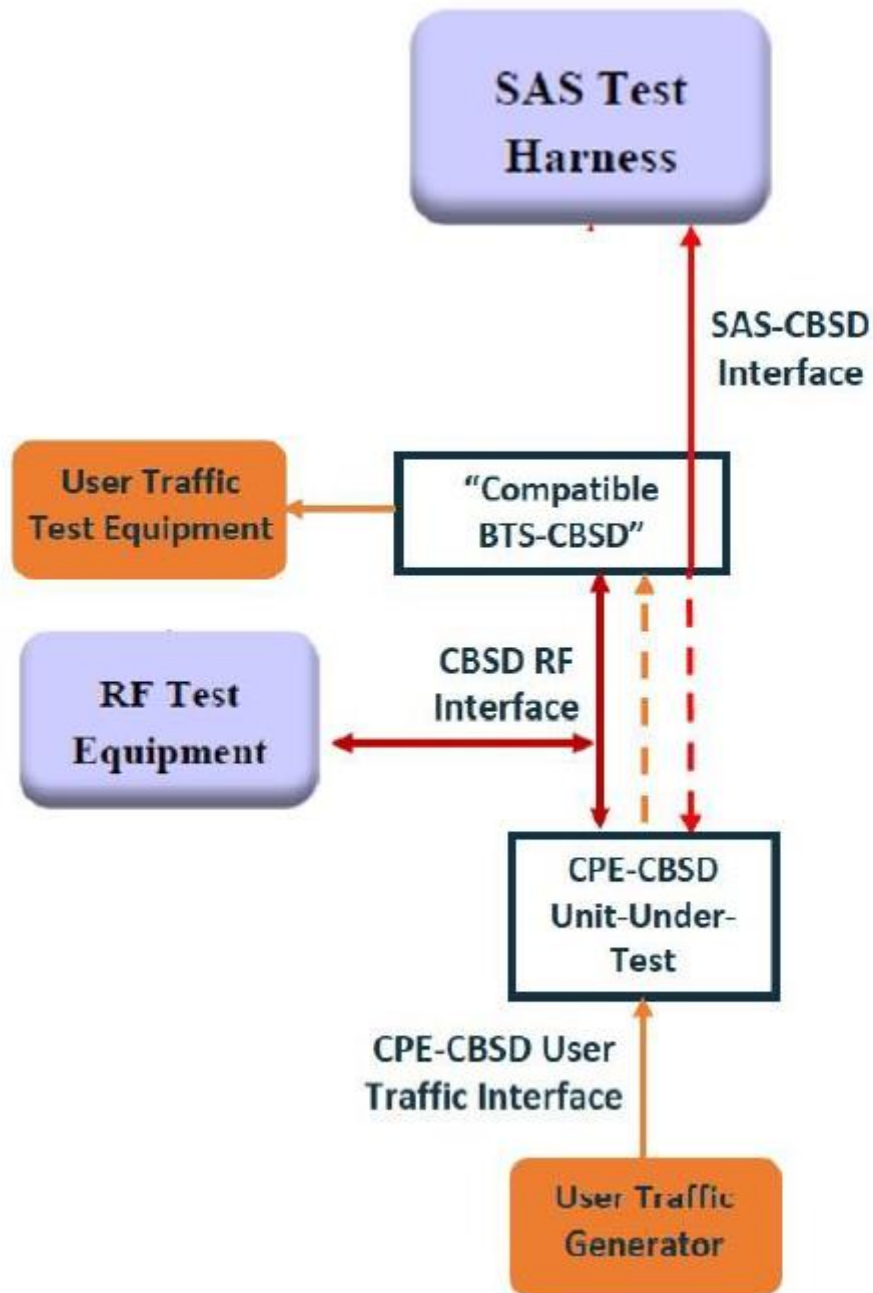 SAS Test
Harness
SAS-CBSD
Interface
User Traffic
Test Equipment
“Compatible
BTS-CBSD”
CBSD RF
Interface
RF Test
Equipment
CPE-CBSD
Unit-Under-
Test
CPE-CBSD User
Traffic Interface
User Traffic
Generator